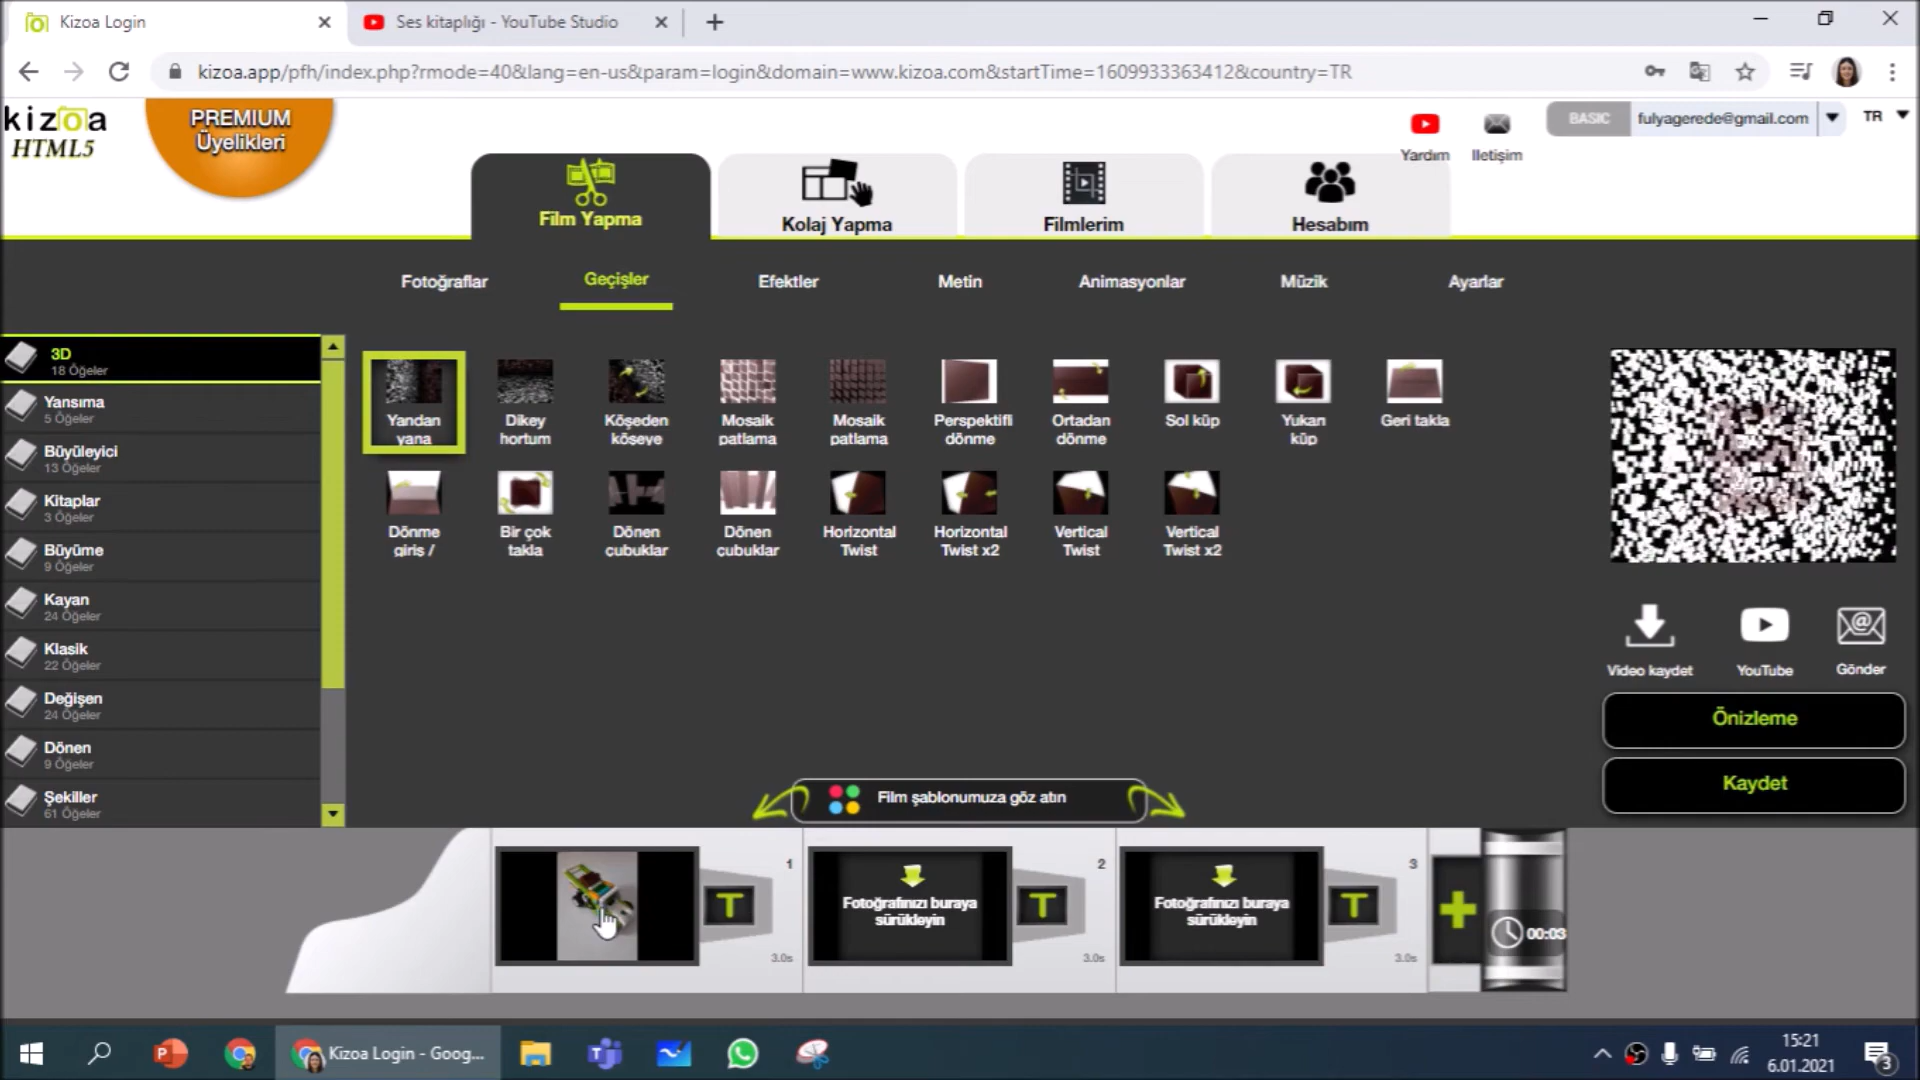 Kizoa Login
Ses kitaplığı - YouTube Studio
kizoa.app/pfh/index.php?rmode=40&lang=en-us&param=login&domain=www.kizoa.com&startTime=1609933363412&country=TR
kizoa
HTML5
PREMIUM
Üyelikleri
Yardım
Iletişim
BASIC
fulyagerede@gmail.com
TR
Film Yapma
Kolaj Yapma
Filmlerim
Hesabım
Fotoğraflar
Geçişler
Efektler
Metin
Animasyonlar
Müzik
Ayarlar
3D
18 Öğeler
Yansıma
5 Öğeler
Büyüleyici
13 Öğeler
Kitaplar
3 Öğeler
Büyüme
9 Öğeler
Kayan
24 Öğeler
Klasik
22 Öğeler
Değişen
24 Öğeler
Dönen
9 Öğeler
Şekiller
61 Öğeler
Yandan
yana
Dikey
hortum
Köşeden
köşeye
Mosaik
patlama
Mosaik
patlama
Perspektifi
dönme
Ortadan
dönme
Sol küp
Yukarı
küp
Geri takla
Dönme
giriş /
Bir çok
takla
Dönen
çubuklar
Dönen
çubuklar
Horizontal
Twist
Horizontal
Twist x2
Vertical
Twist
Vertical
Twist x2
Video kaydet
YouTube
Gönder
Önizleme
Kaydet
Film şablonumuza göz atın
1
T
3.0s
Fotoğrafınızı buraya
sürükleyin
2
T
3.0s
Fotoğrafınızı buraya
sürükleyin
3
T
3.0s
00:03
Kizoa Login - Goog...
15:21
6.01.2021
3